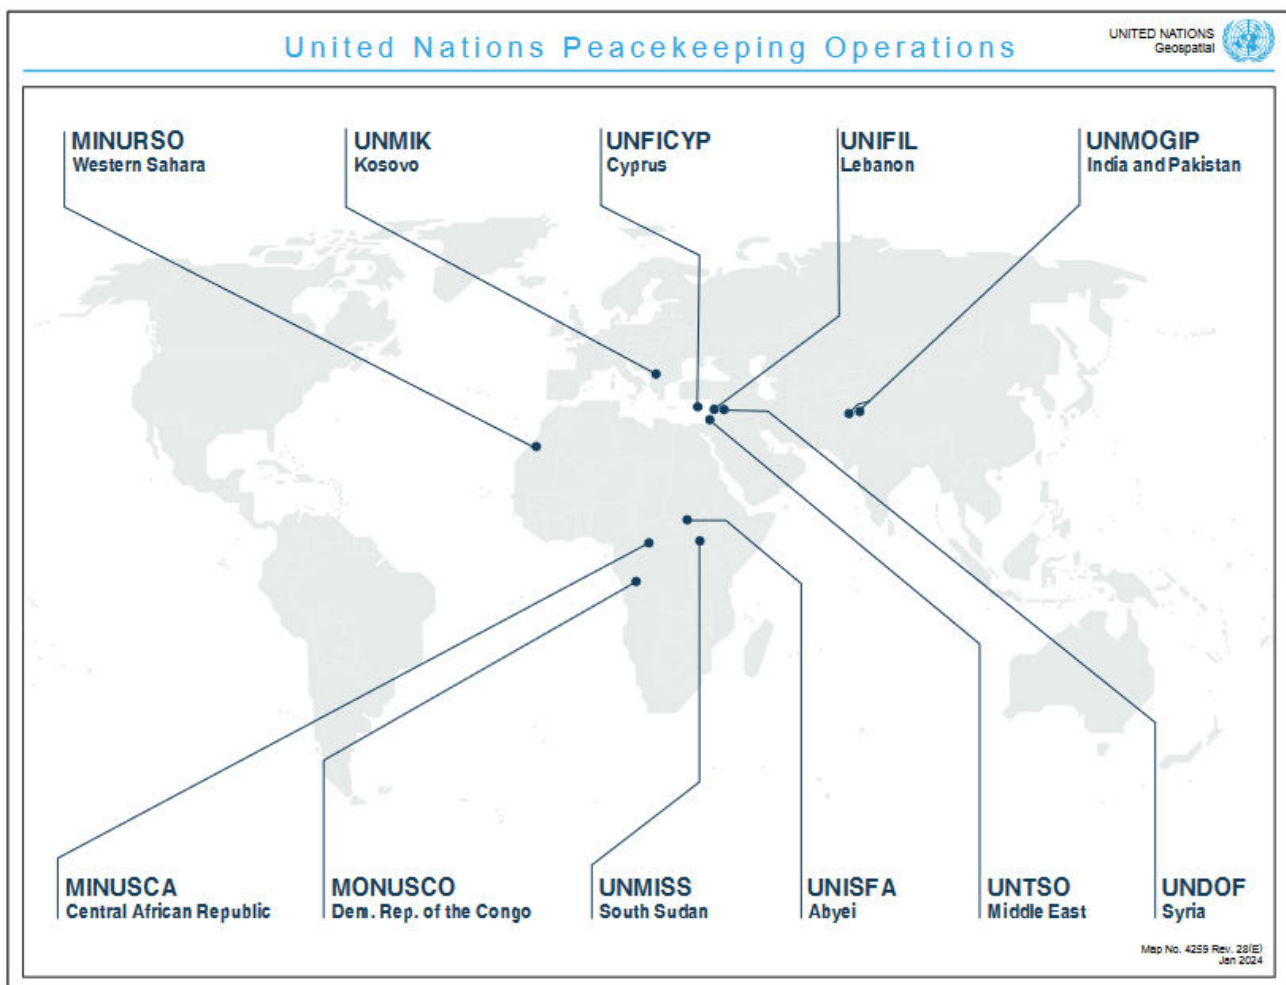 United Nations Peacekeeping Operations
UNITED NATIONS
Geospatial
MINURSO
Western Sahara
UNMIK
Kosovo
UNFICYP
Cyprus
UNIFIL
Lebanon
UNMOGIP
India and Pakistan
MINUSCA
Central African Republic
MONUSCO
Dem. Rep. of the Congo
UNMISS
South Sudan
UNISFA
Abyei
UNTSO
Middle East
UNDOF
Syria
Map No. 4259 Rev. 28(E)
Jan 2024